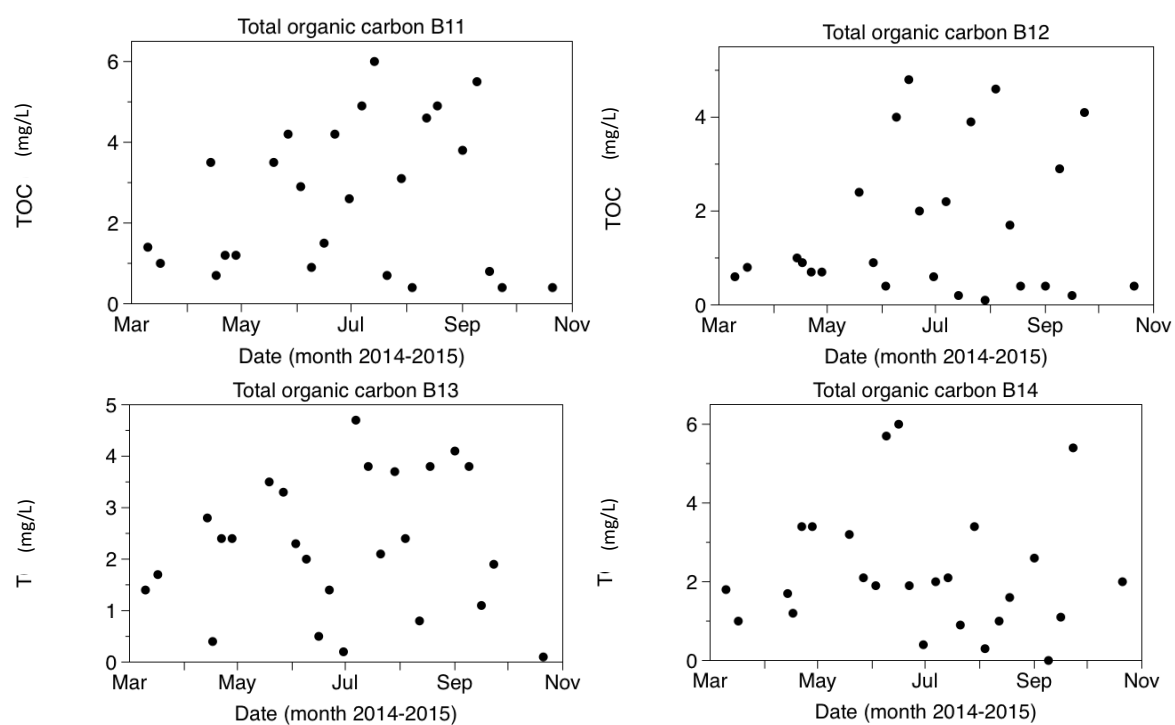 Total organic carbon B11
6
4
2
0
TOC (mg/L)
Mar May Jul Sep Nov
Date (month 2014-2015)
Total organic carbon B12
4
2
0
TOC (mg/L)
Mar May Jul Sep Nov
Date (month 2014-2015)
Total organic carbon B13
5
4
3
2
1
0
T (mg/L)
Mar May Jul Sep Nov
Date (month 2014-2015)
Total organic carbon B14
6
4
2
0
T (mg/L)
Mar May Jul Sep Nov
Date (month 2014-2015)